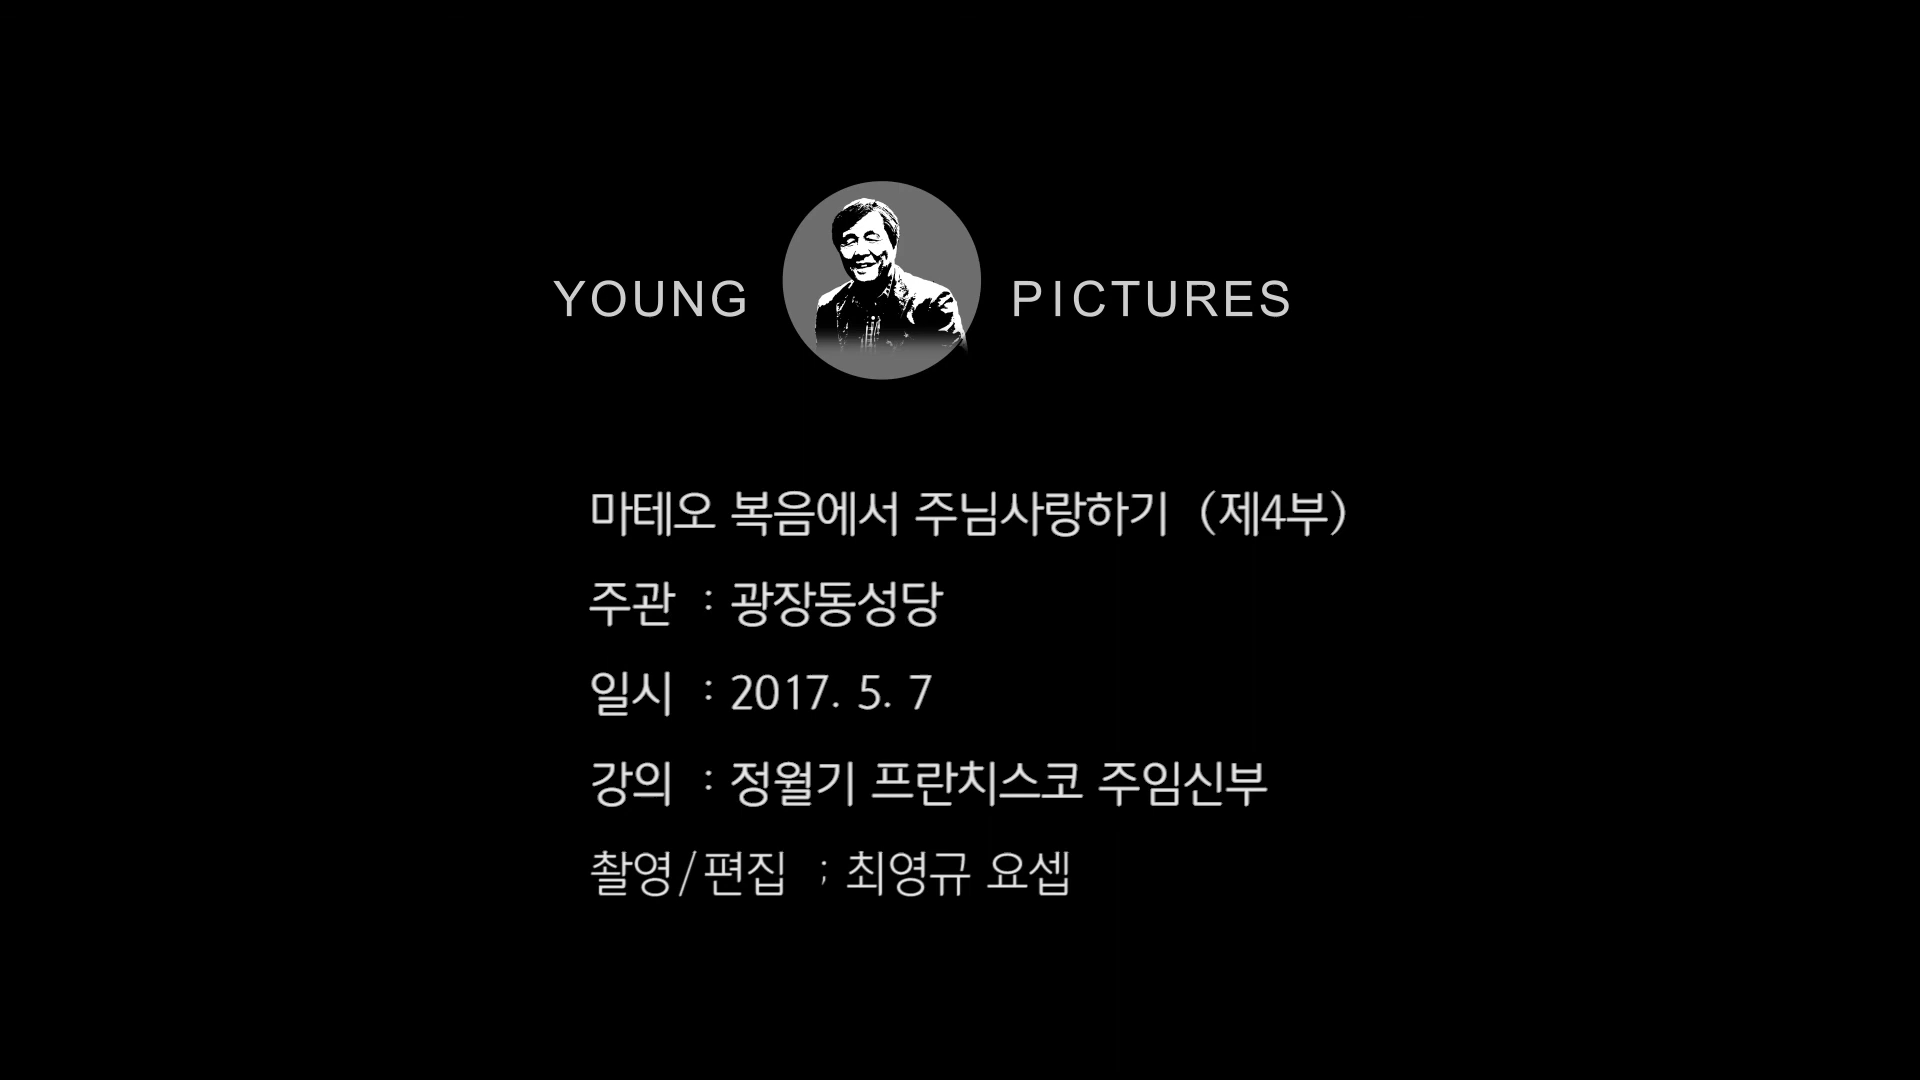 YOUNG PICTURES
마테오 복음에서 주님사랑하기 (제4부)
주관 : 광장동성당
일시 : 2017. 5. 7
강의 : 정월기 프란치스코 주임신부
촬영/편집 ; 최영규 요셉